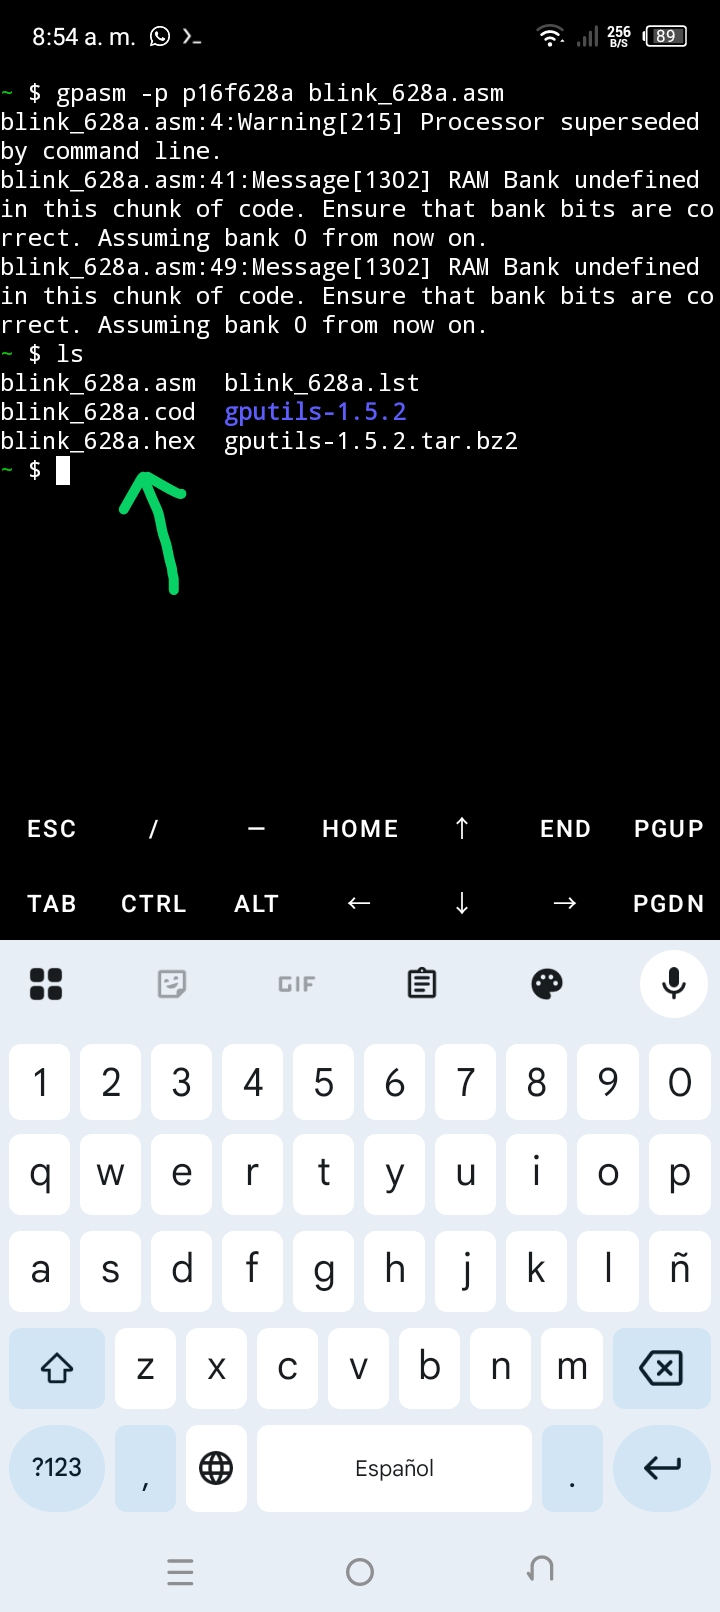 8:54 a. m.
256
B/S
89
~ $ gpasm -p p16f628a blink_628a.asm
blink_628a.asm:4:Warning[215] Processor superseded
by command line.
blink_628a.asm:41:Message[1302] RAM Bank undefined
in this chunk of code. Ensure that bank bits are co
rrect. Assuming bank 0 from now on.
blink_628a.asm:49:Message[1302] RAM Bank undefined
in this chunk of code. Ensure that bank bits are co
rrect. Assuming bank 0 from now on.
~ $ ls
blink_628a.asm  blink_628a.lst
blink_628a.cod  gputils-1.5.2
blink_628a.hex  gputils-1.5.2.tar.bz2
~ $
ESC / — HOME ↑ END PGUP
TAB CTRL ALT ← ↓ → PGDN
GIF
1 2 3 4 5 6 7 8 9 0
q w e r t y u i o p
a s d f g h j k l ñ
z x c v b n m
?123 , Español .